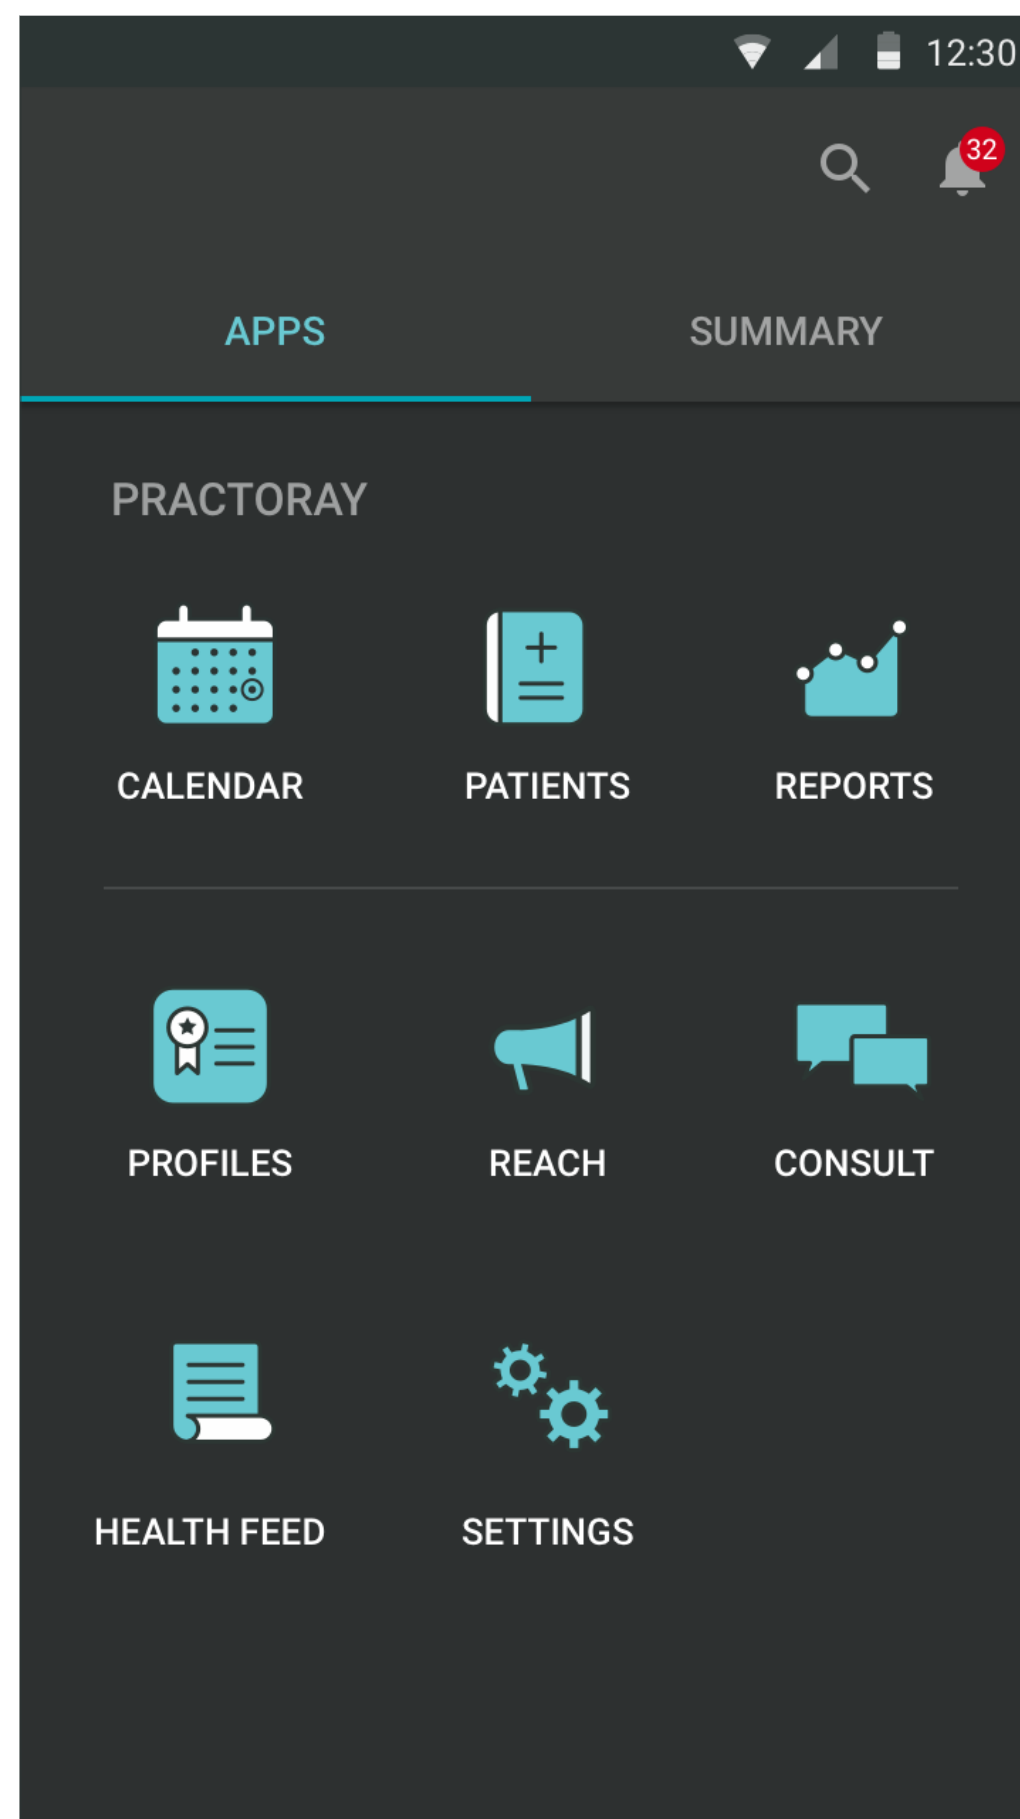 12:30
32
APPS SUMMARY
PRACTORAY
CALENDAR PATIENTS REPORTS
PROFILES REACH CONSULT
HEALTH FEED SETTINGS